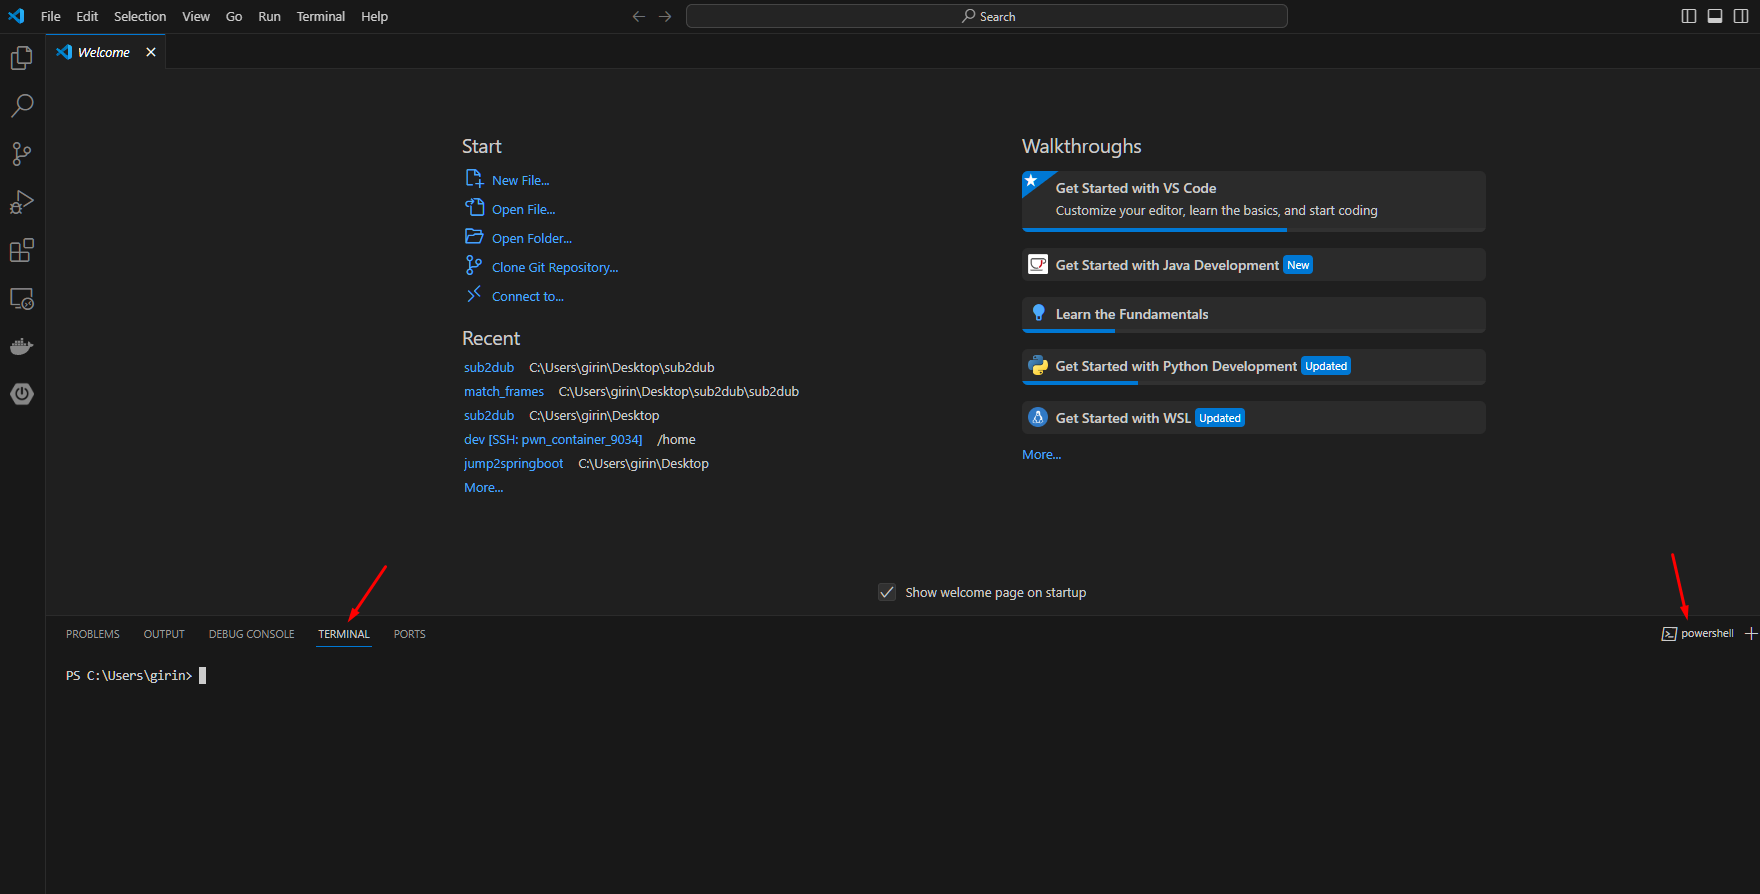 File Edit Selection View Go Run Terminal Help
Search
Welcome
Start
New File...
Open File...
Open Folder...
Clone Git Repository...
Connect to...
Recent
sub2dub C:\Users\girin\Desktop\sub2dub
match_frames C:\Users\girin\Desktop\sub2dub\sub2dub
sub2dub C:\Users\girin\Desktop
dev [SSH: pwn_container_9034] /home
jump2springboot C:\Users\girin\Desktop
More...
Walkthroughs
Get Started with VS Code
Customize your editor, learn the basics, and start coding
Get Started with Java Development New
Learn the Fundamentals
Get Started with Python Development Updated
Get Started with WSL Updated
More...
Show welcome page on startup
PROBLEMS OUTPUT DEBUG CONSOLE TERMINAL PORTS
powershell
PS C:\Users\girin>